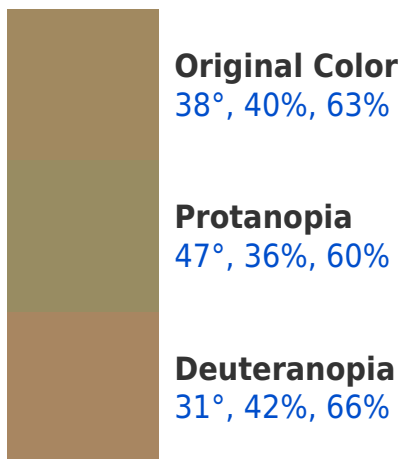 Original Color
38°, 40%, 63%
Protanopia
47°, 36%, 60%
Deuteranopia
31°, 42%, 66%